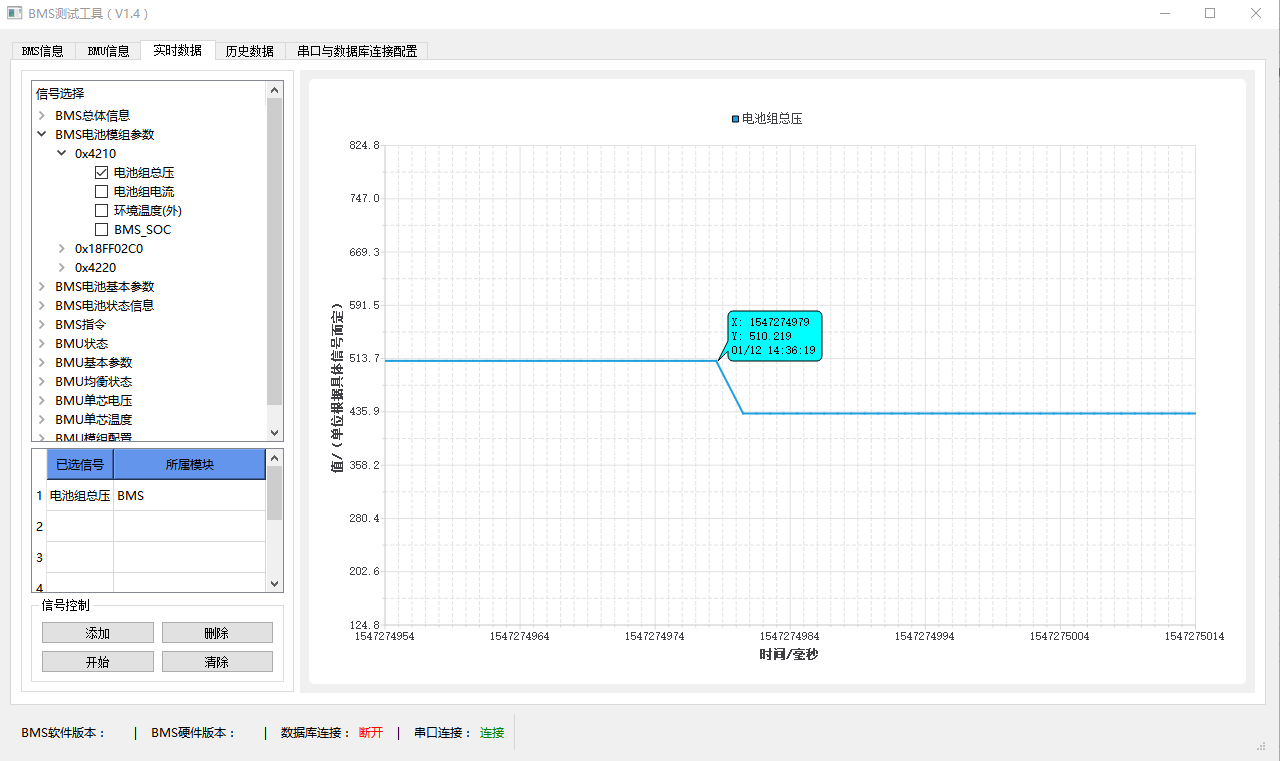 BMS测试工具（V1.4）
BMS信息
BMU信息
实时数据
历史数据
串口与数据库连接配置
信号选择
BMS总体信息
BMS电池模组参数
0x4210
电池组总压
电池组电流
环境温度(外)
BMS_SOC
0x18FF02C0
0x4220
BMS电池基本参数
BMS电池状态信息
BMS指令
BMU状态
BMU基本参数
BMU均衡状态
BMU单芯电压
BMU单芯温度
BMU模组配置
已选信号 所属模块
1 电池组总压 BMS
2
3
4
信号控制
添加 删除
开始 清除
电池组总压
824.8
747.0
669.3
591.5
513.7
435.9
358.2
280.4
202.6
124.8
值/（单位根据具体信号而定）
X: 1547274979
Y: 510.219
01/12 14:36:19
1547274954 1547274964 1547274974 1547274984 1547274994 1547275004 1547275014
时间/毫秒
BMS软件版本： | BMS硬件版本： | 数据库连接： 断开 | 串口连接： 连接